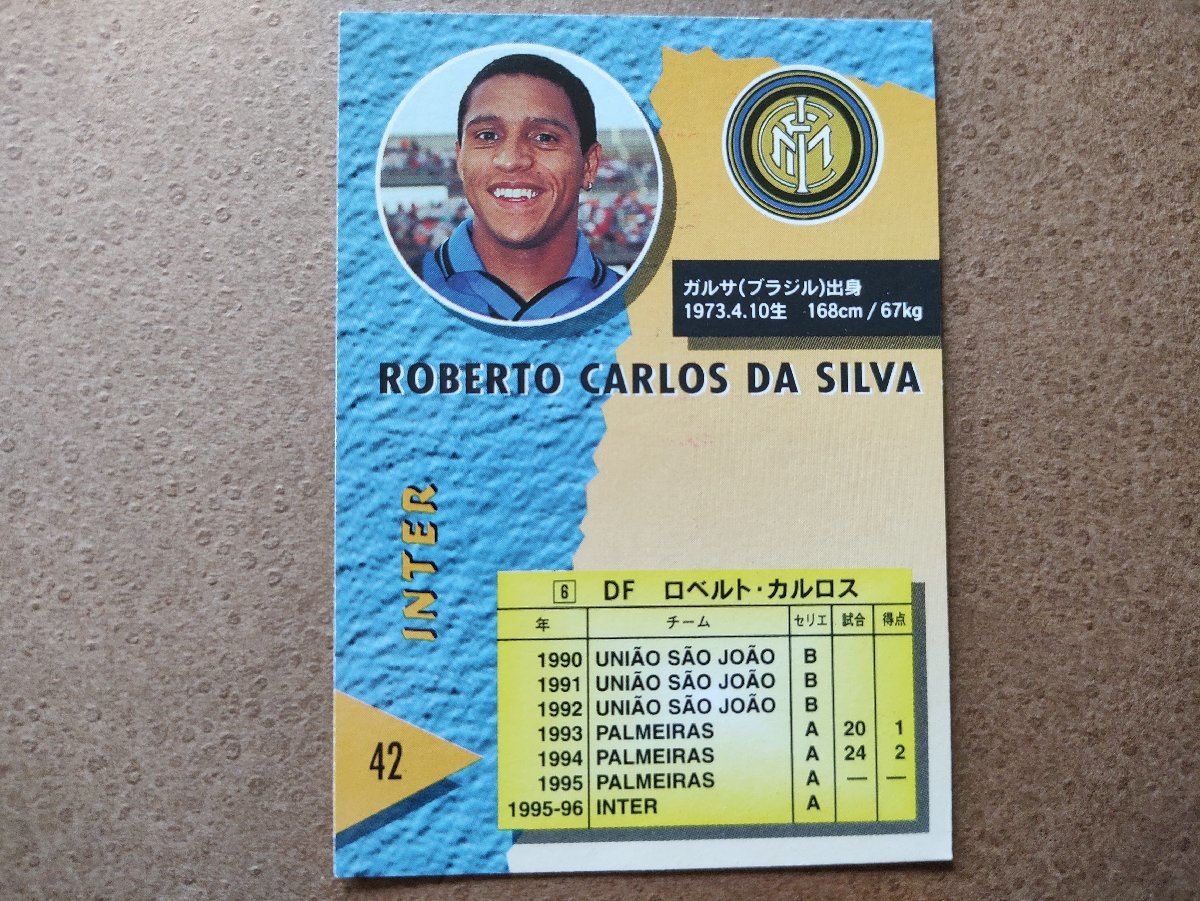 ガルサ(ブラジル)出身
1973.4.10生 168cm / 67kg
ROBERTO CARLOS DA SILVA
INTER
6 DF ロベルト・カルロス
年 チーム セリエ 試合 得点
1990 UNIÃO SÃO JOÃO B
1991 UNIÃO SÃO JOÃO B
1992 UNIÃO SÃO JOÃO B
1993 PALMEIRAS A 20 1
1994 PALMEIRAS A 24 2
1995 PALMEIRAS A — —
1995-96 INTER A
42